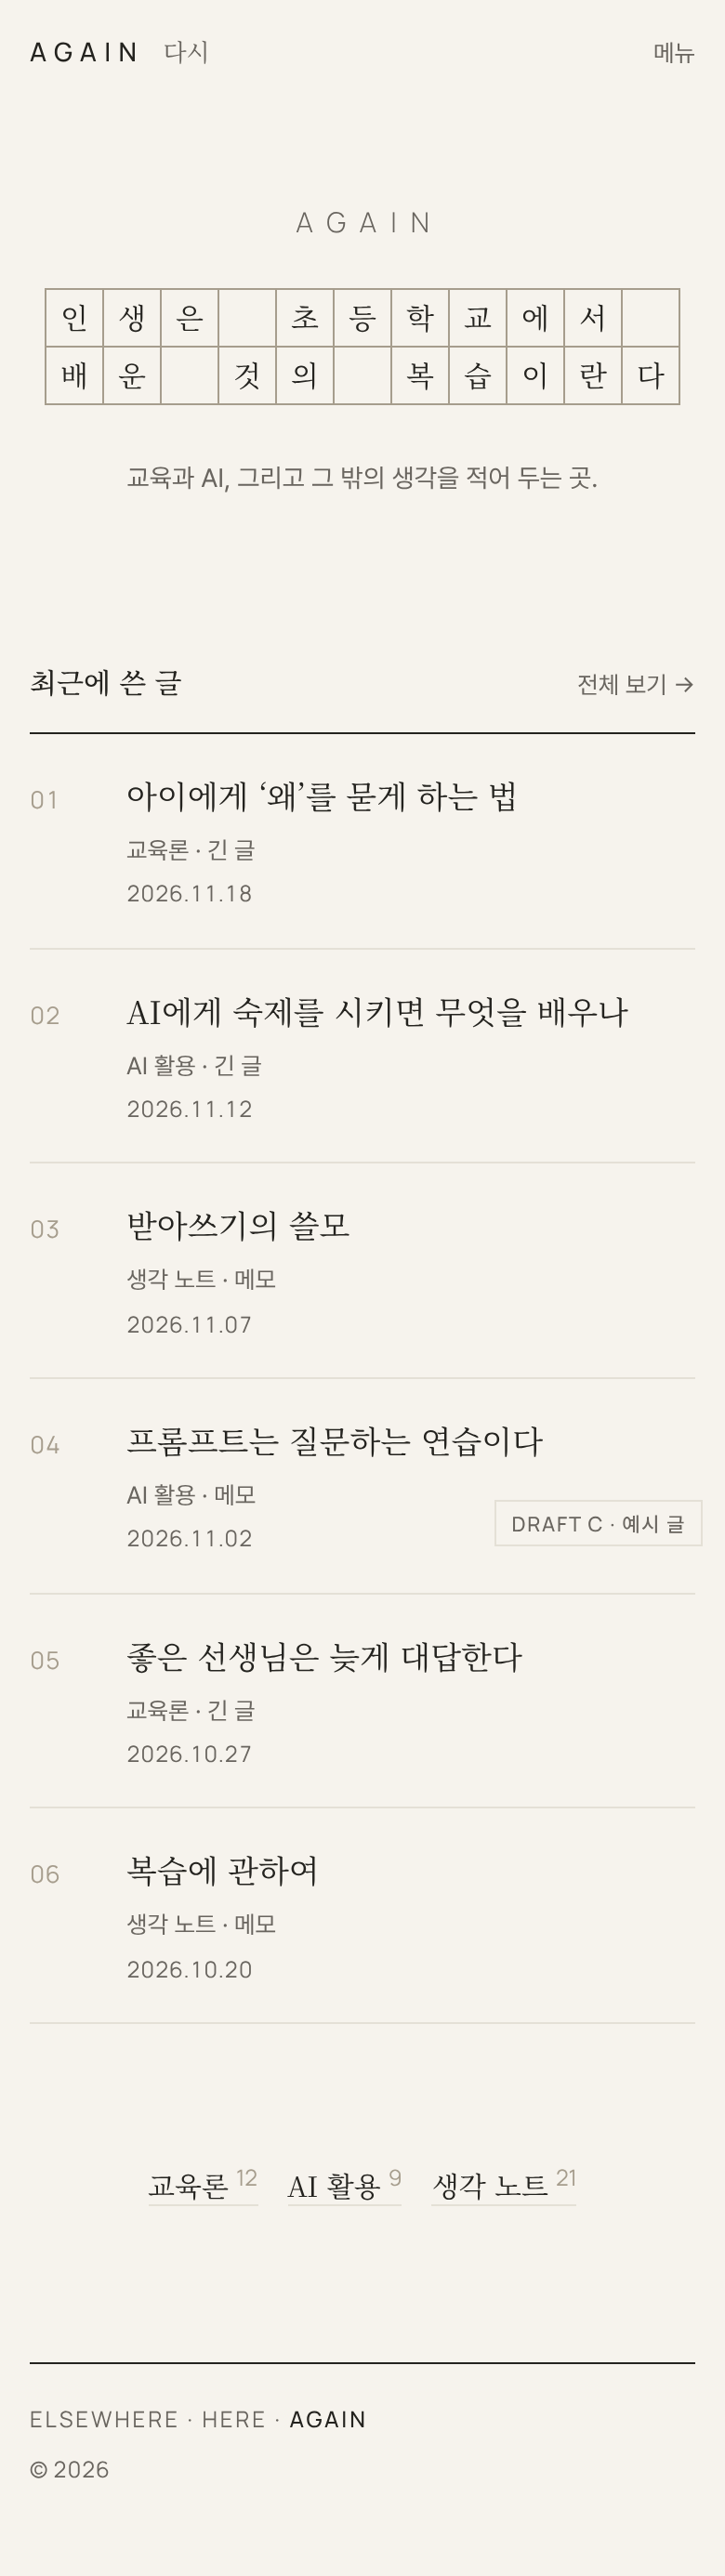 AGAIN 다시
메뉴
AGAIN
인생은 초등학교에서
배운 것의 복습이란다
교육과 AI, 그리고 그 밖의 생각을 적어 두는 곳.
최근에 쓴 글
전체 보기 →
01 아이에게 ‘왜’를 묻게 하는 법
교육론 · 긴 글
2026.11.18
02 AI에게 숙제를 시키면 무엇을 배우나
AI 활용 · 긴 글
2026.11.12
03 받아쓰기의 쓸모
생각 노트 · 메모
2026.11.07
04 프롬프트는 질문하는 연습이다
AI 활용 · 메모
2026.11.02
DRAFT C · 예시 글
05 좋은 선생님은 늦게 대답한다
교육론 · 긴 글
2026.10.27
06 복습에 관하여
생각 노트 · 메모
2026.10.20
교육론 12 AI 활용 9 생각 노트 21
ELSEWHERE · HERE · AGAIN
© 2026